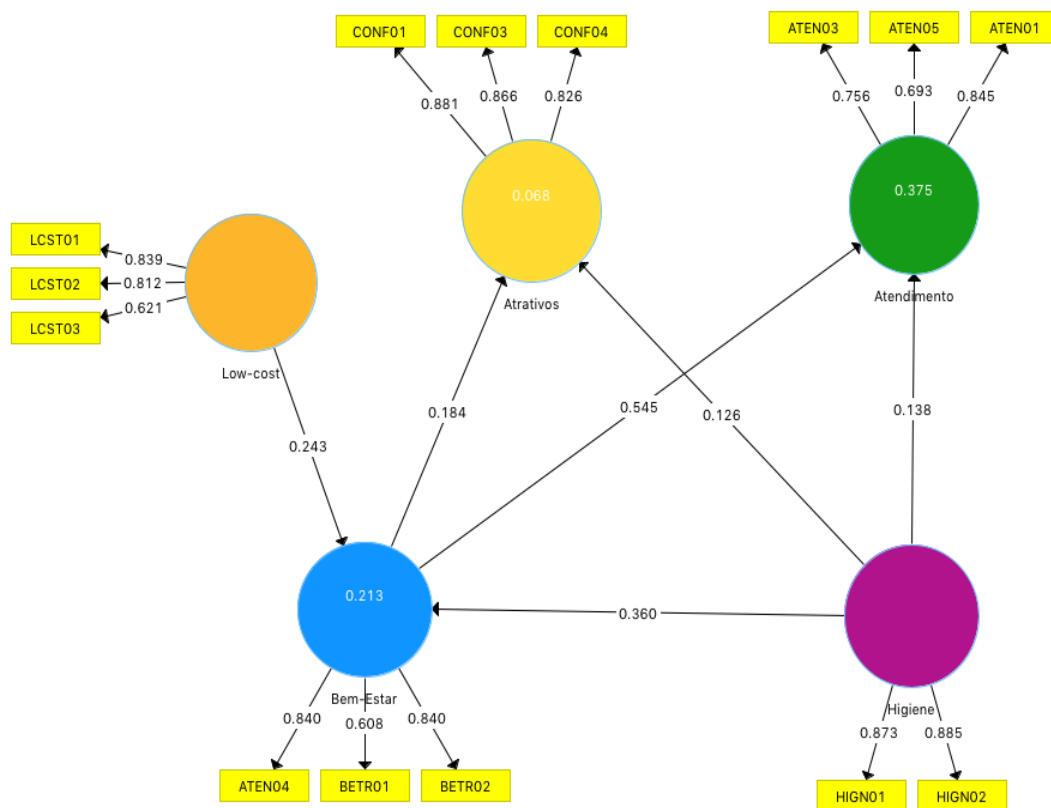 CONF01
CONF03
CONF04
ATEN03
ATEN05
ATEN01
0.881
0.866
0.826
0.756
0.693
0.845
0.068
0.375
LCST01
LCST02
LCST03
0.839
0.812
0.621
Atrativos
Atendimento
Low-cost
0.184
0.545
0.126
0.138
0.243
0.213
0.360
Bem-Estar
Higiene
0.840
0.608
0.840
0.873
0.885
ATEN04
BETR01
BETR02
HIGN01
HIGN02